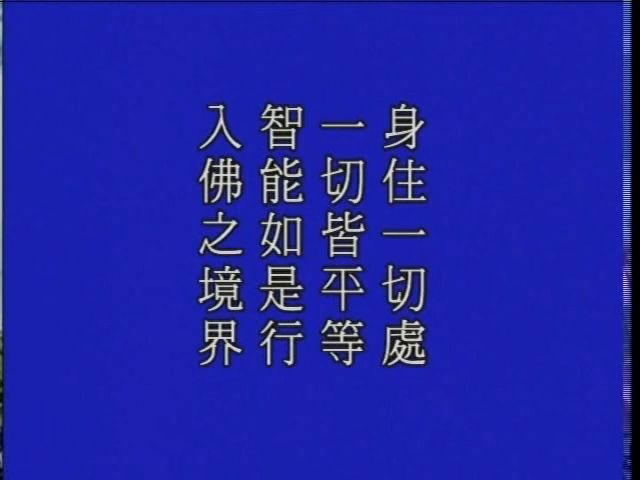 身住一切處
一切皆平等
智能如是行
入佛之境界